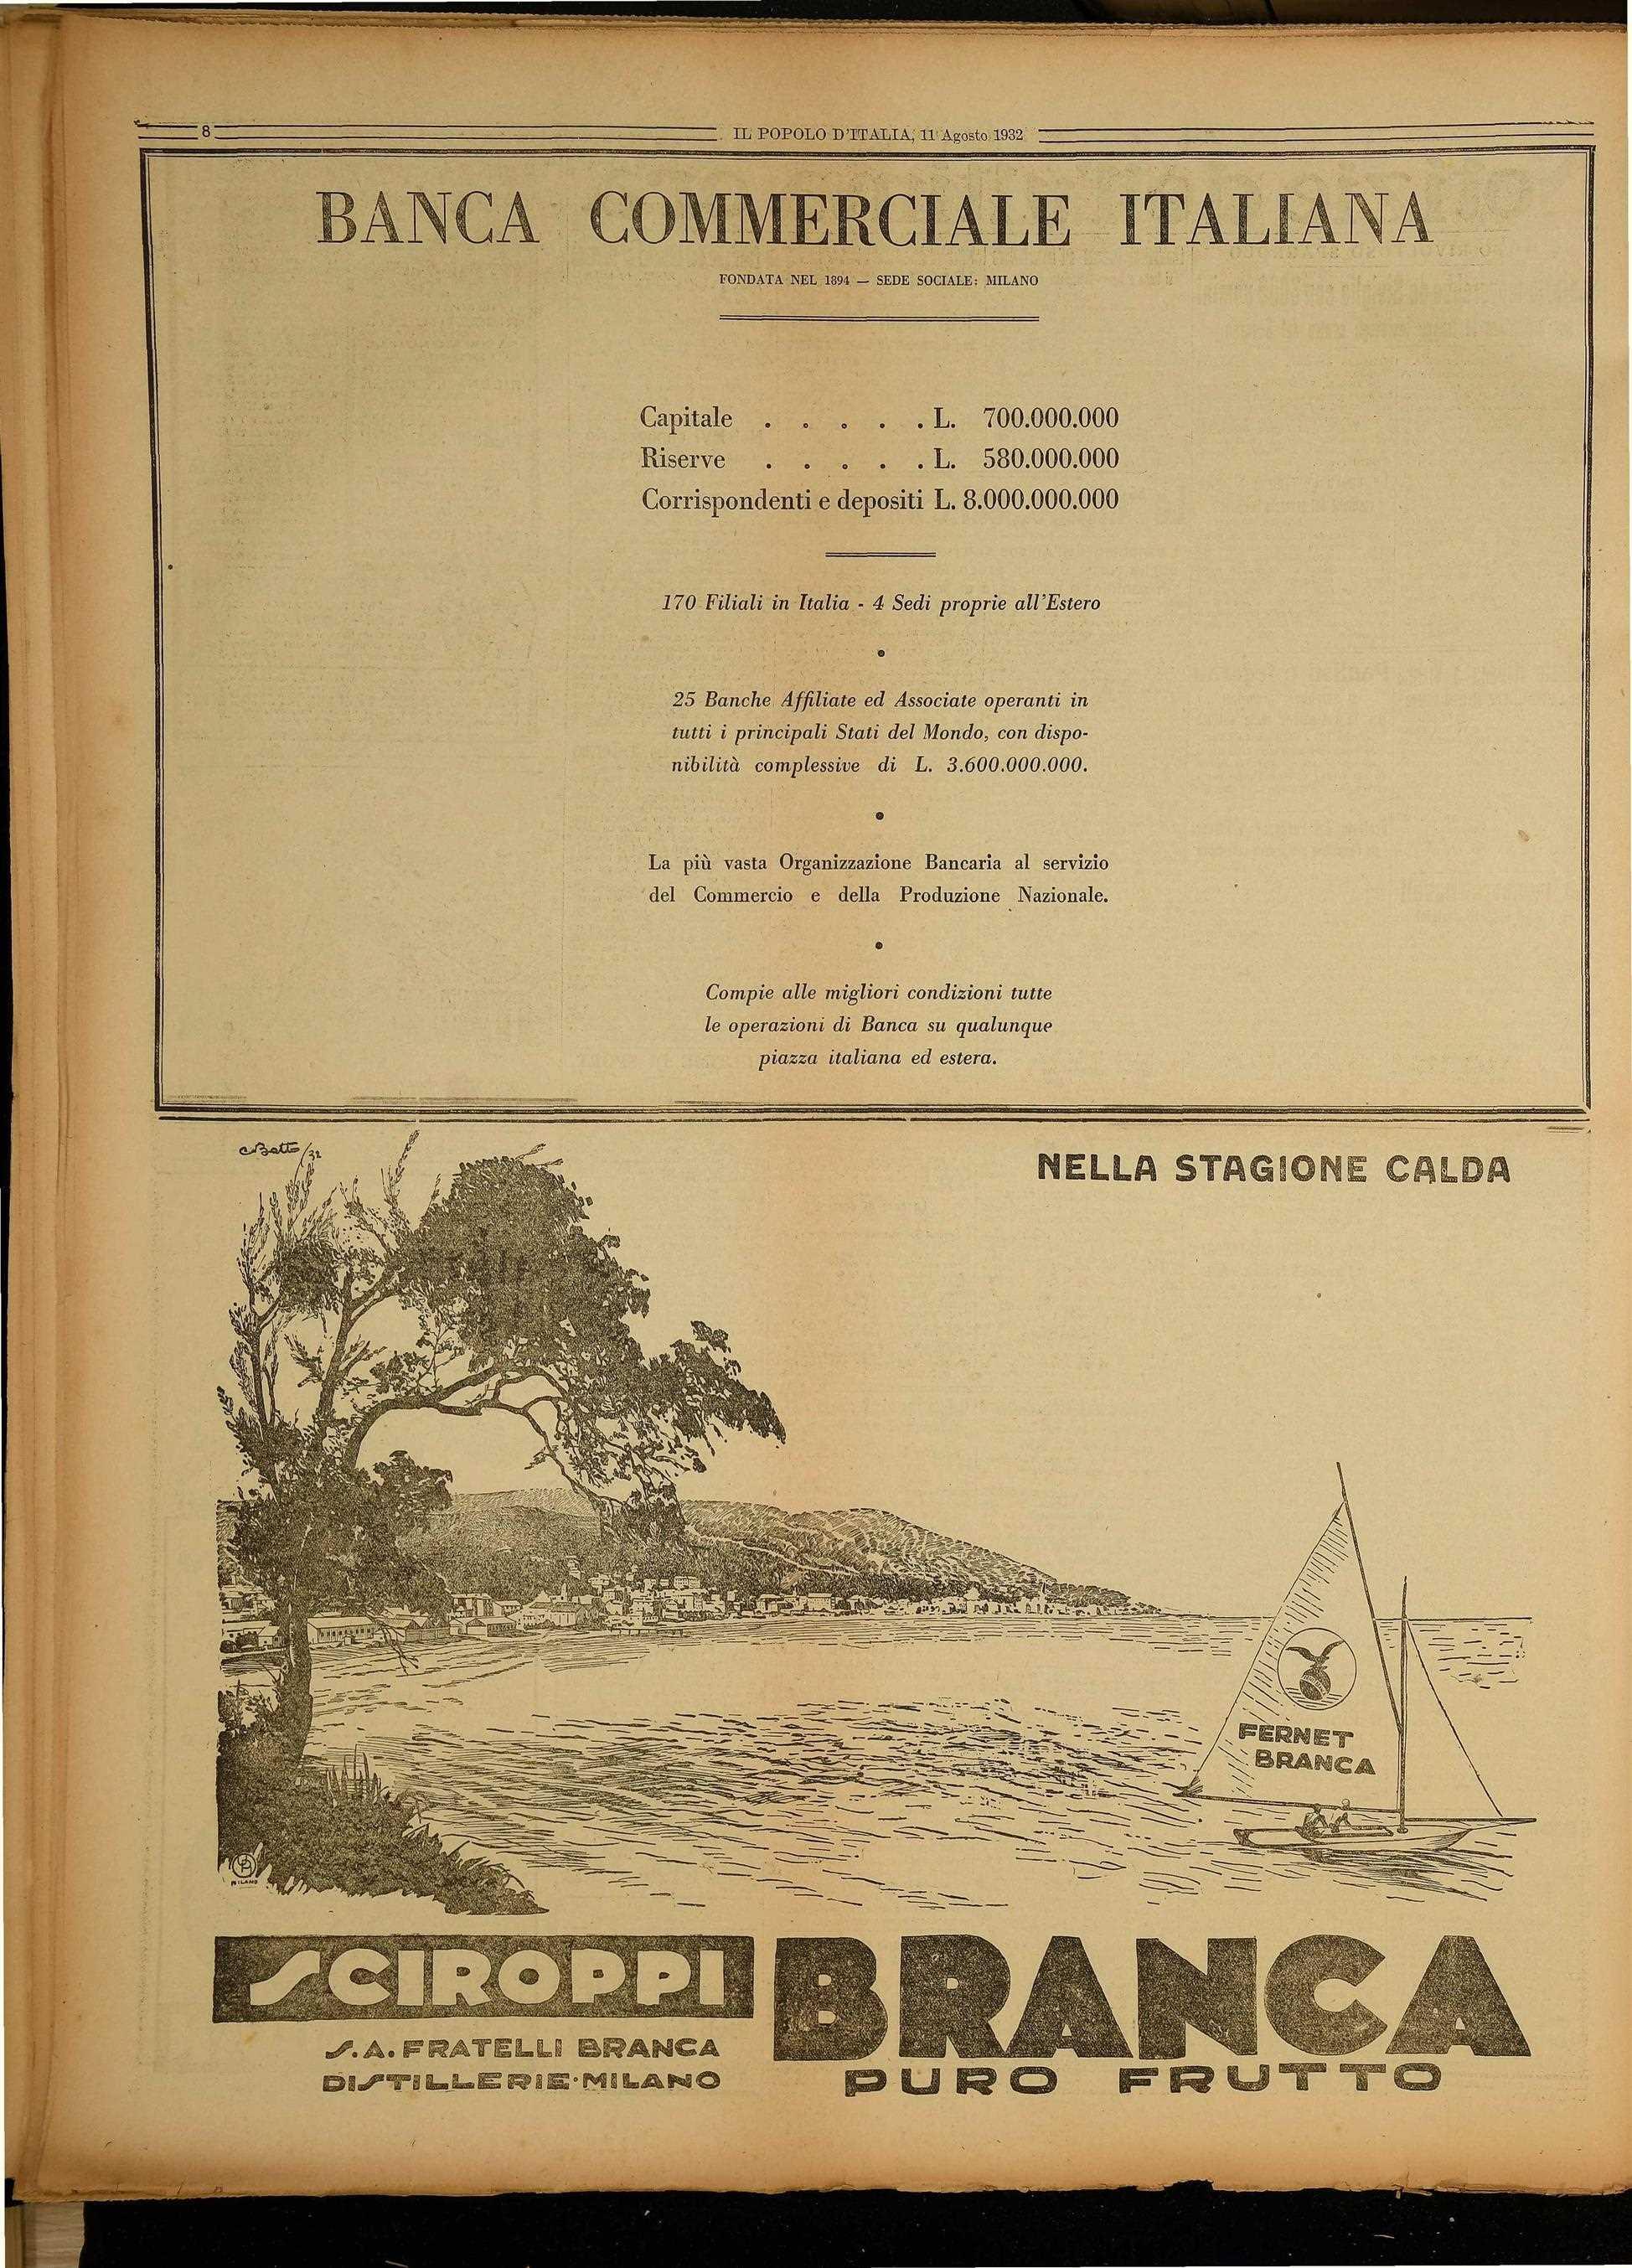 8
IL POPOLO D'ITALIA, 11 Agosto 1932
BANCA COMMERCIALE ITALIANA
FONDATA NEL 1894 — SEDE SOCIALE: MILANO
Capitale . . . . . L. 700.000.000
Riserve . . . . . L. 580.000.000
Corrispondenti e depositi L. 8.000.000.000
170 Filiali in Italia - 4 Sedi proprie all'Estero
25 Banche Affiliate ed Associate operanti in
tutti i principali Stati del Mondo, con dispo-
nibilità complessive di L. 3.600.000.000.
La più vasta Organizzazione Bancaria al servizio
del Commercio e della Produzione Nazionale.
Compie alle migliori condizioni tutte
le operazioni di Banca su qualunque
piazza italiana ed estera.
NELLA STAGIONE CALDA
FERNET
BRANCA
MILANO
SCIROPPI BRANCA
S.A. FRATELLI BRANCA
DISTILLERIE·MILANO
PURO FRUTTO